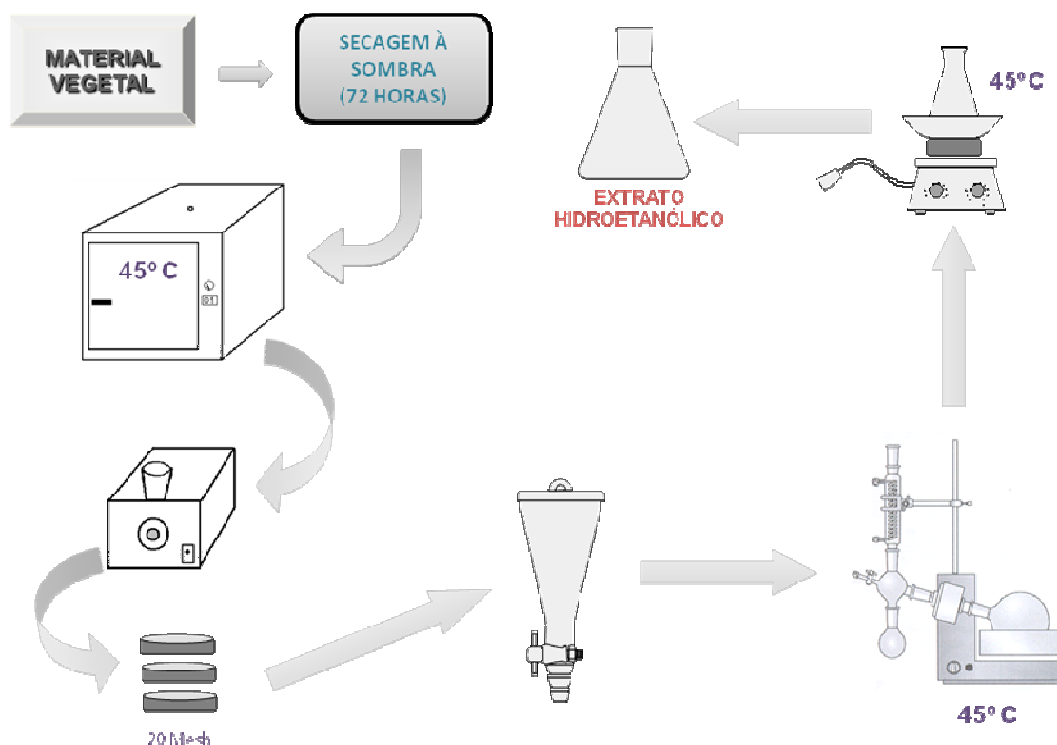 MATERIAL
VEGETAL
SECAGEM À
SOMBRA
(72 HORAS)
45º C
20 Mesh
45º C
45º C
EXTRATO
HIDROETANÓLICO